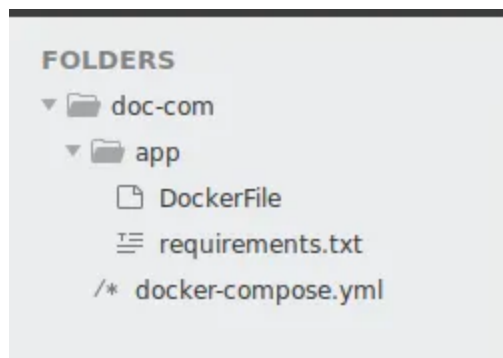 FOLDERS
doc-com
app
DockerFile
requirements.txt
/* docker-compose.yml